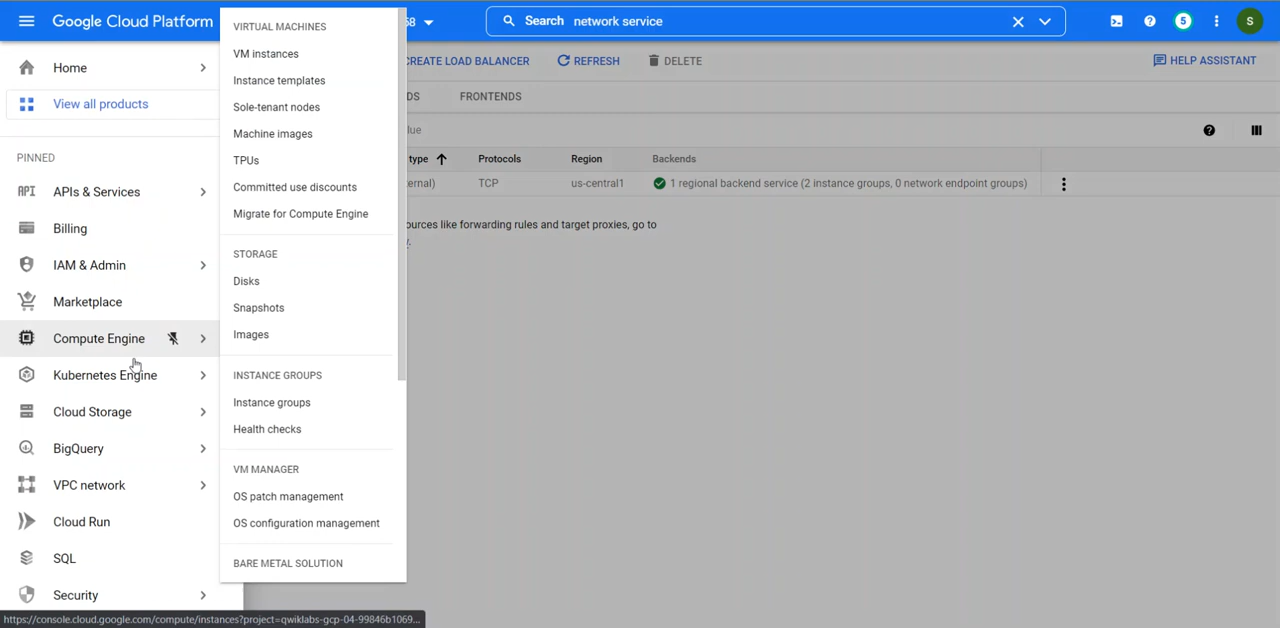 Google Cloud Platform
68
Search network service
5
S
Home
View all products
PINNED
API APIs & Services
Billing
IAM & Admin
Marketplace
Compute Engine
Kubernetes Engine
Cloud Storage
BigQuery
VPC network
Cloud Run
SQL
Security
VIRTUAL MACHINES
VM instances
Instance templates
Sole-tenant nodes
Machine images
TPUs
Committed use discounts
Migrate for Compute Engine
STORAGE
Disks
Snapshots
Images
INSTANCE GROUPS
Instance groups
Health checks
VM MANAGER
OS patch management
OS configuration management
BARE METAL SOLUTION
CREATE LOAD BALANCER REFRESH DELETE HELP ASSISTANT
DS FRONTENDS
lue
type Protocols Region Backends
ernal) TCP us-central1 1 regional backend service (2 instance groups, 0 network endpoint groups)
ources like forwarding rules and target proxies, go to
https://console.cloud.google.com/compute/instances?project=qwiklabs-gcp-04-99846b1069...